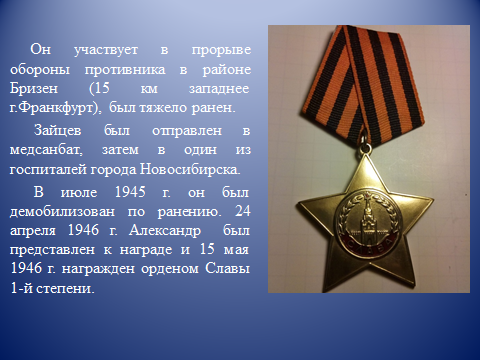 Он участвует в прорыве
обороны противника в районе
Бризен (15 км западнее
г.Франкфурт), был тяжело ранен.
Зайцев был отправлен в
медсанбат, затем в один из
госпиталей города Новосибирска.
В июле 1945 г. он был
демобилизован по ранению. 24
апреля 1946 г. Александр был
представлен к награде и 15 мая
1946 г. награжден орденом Славы
1-й степени.